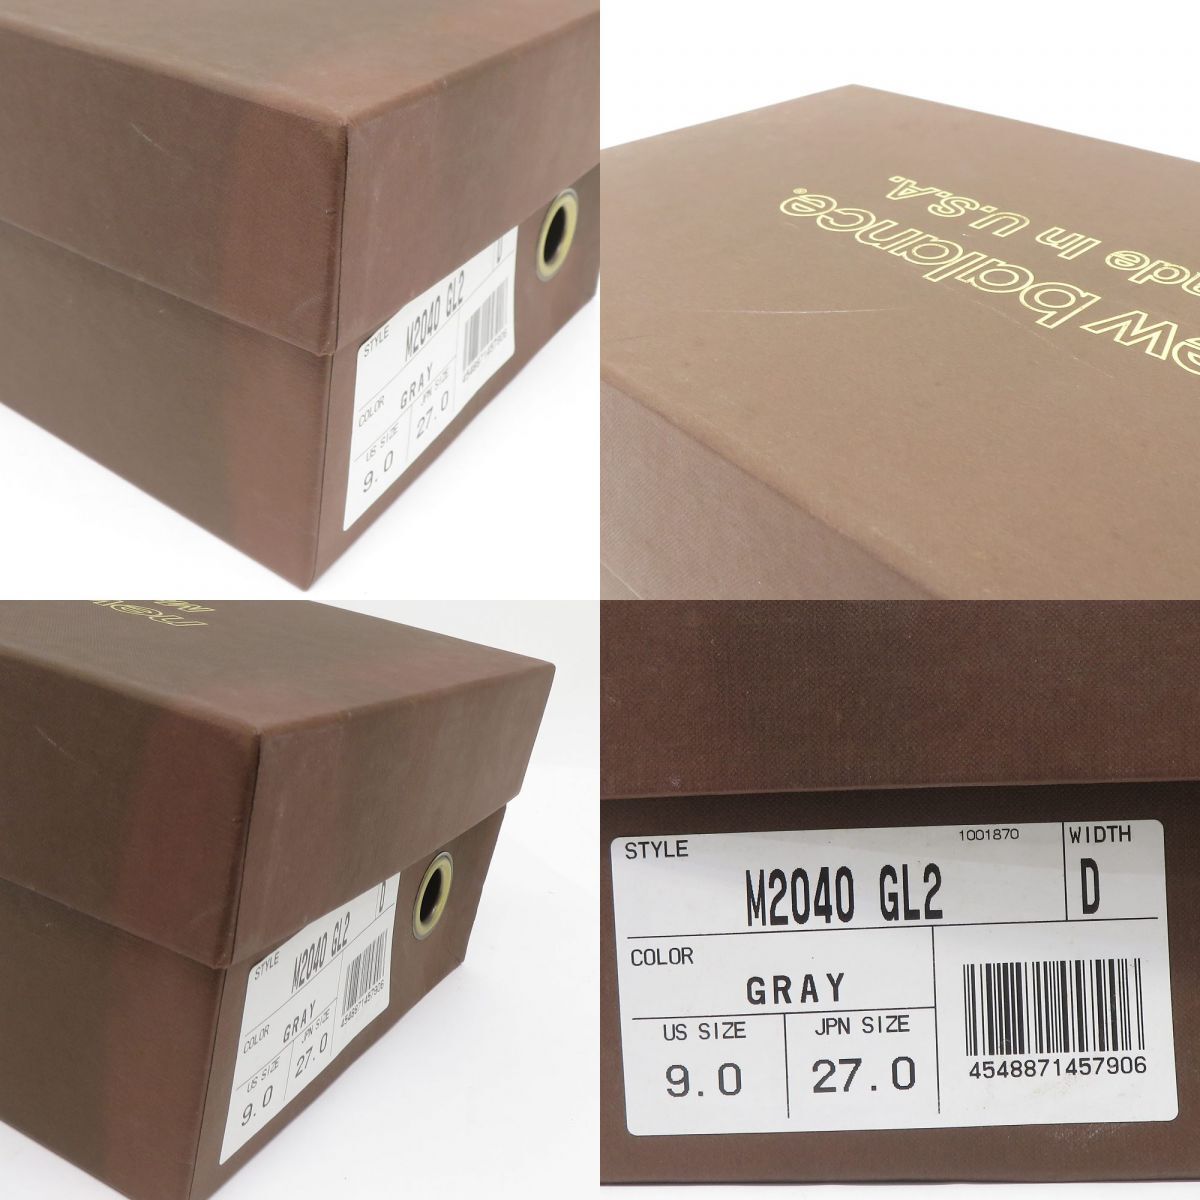 STYLE
M2040 GL2
D
COLOR
GRAY
US SIZE
9.0
JPN SIZE
27.0
4548871457906
ew balance®
de In U.S.A.
STYLE
M2040 GL2
D
COLOR
GRAY
US SIZE
9.0
JPN SIZE
27.0
4548871457906
STYLE
1001870
WIDTH
M2040 GL2
D
COLOR
GRAY
US SIZE
JPN SIZE
9.0
27.0
4548871457906